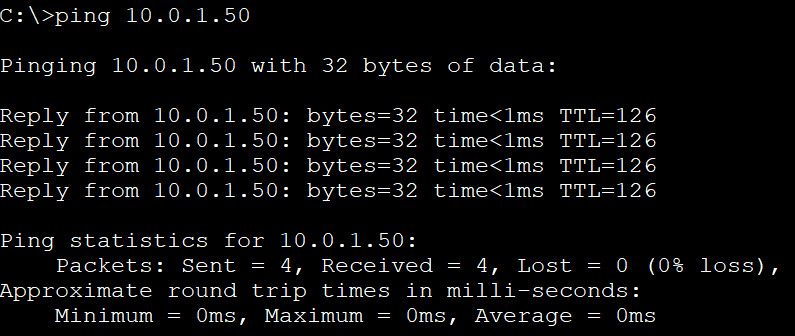 C:\>ping 10.0.1.50
Pinging 10.0.1.50 with 32 bytes of data:
Reply from 10.0.1.50: bytes=32 time<1ms TTL=126
Reply from 10.0.1.50: bytes=32 time<1ms TTL=126
Reply from 10.0.1.50: bytes=32 time<1ms TTL=126
Reply from 10.0.1.50: bytes=32 time<1ms TTL=126
Ping statistics for 10.0.1.50:
    Packets: Sent = 4, Received = 4, Lost = 0 (0% loss),
Approximate round trip times in milli-seconds:
    Minimum = 0ms, Maximum = 0ms, Average = 0ms